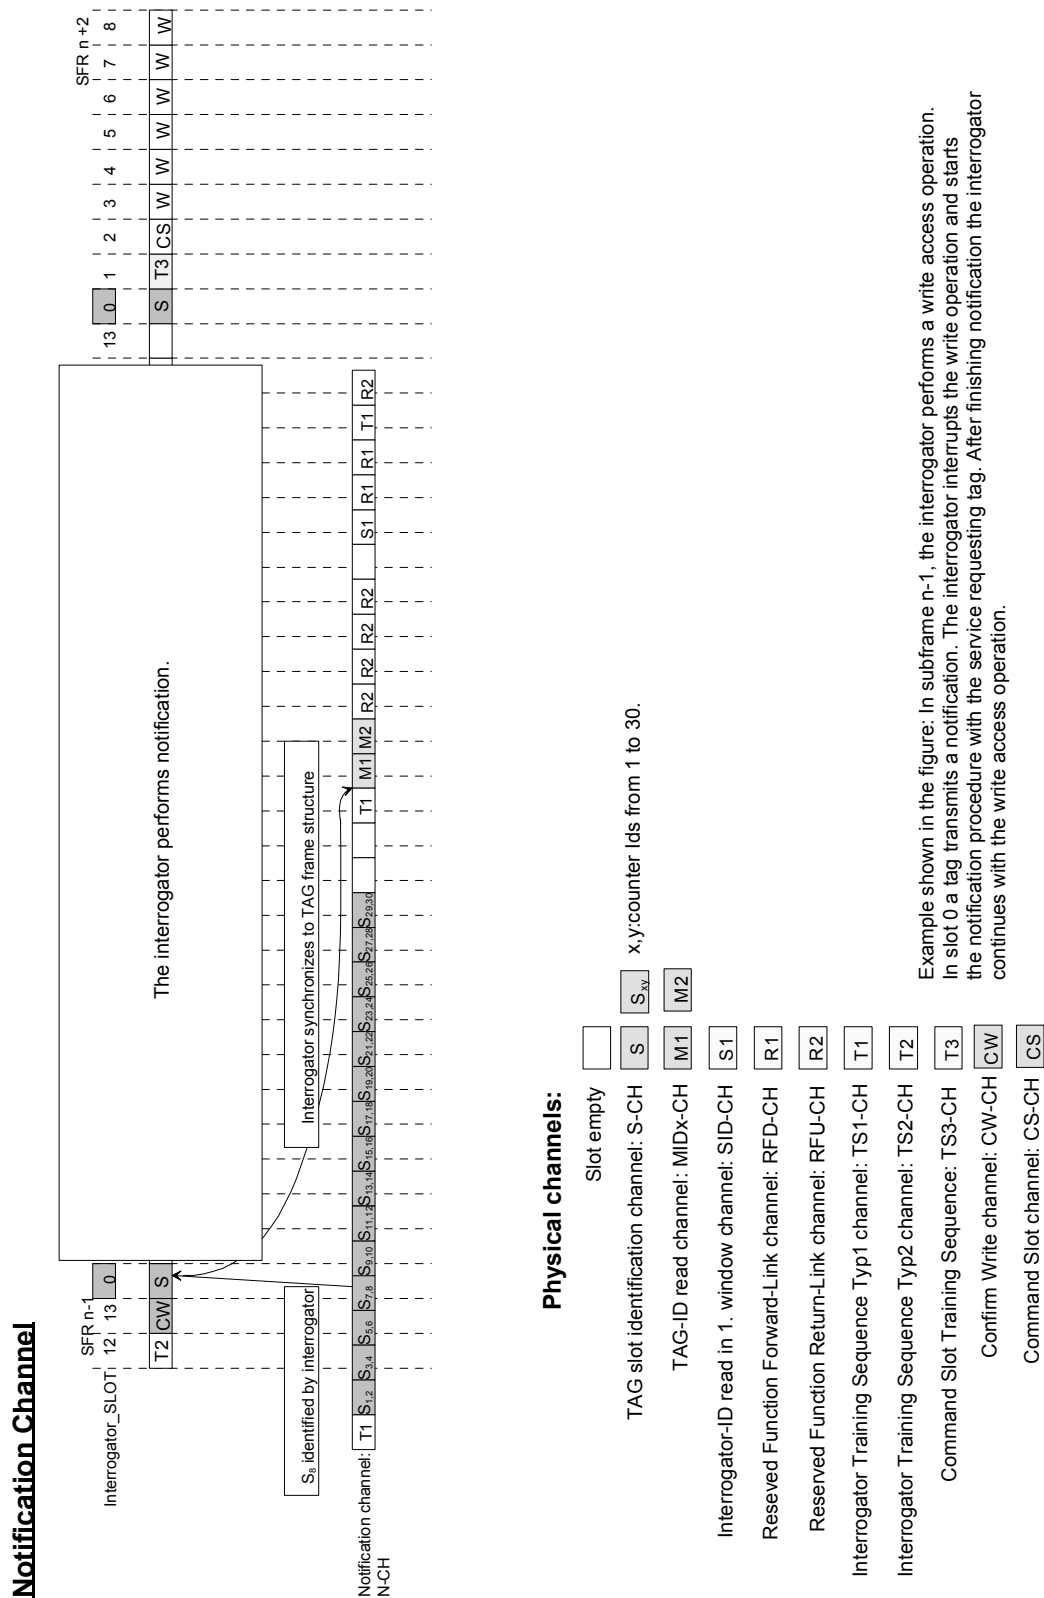 Notification Channel
SFR n-1 SFR n +2
Interrogator_SLOT 12 13 0 13 0 1 2 3 4 5 6 7 8
T2 CW S S T3 CS W W W W W W
The interrogator performs notification.
S8 identified by interrogator
Interrogator synchronizes to TAG frame structure
Notification channel:
N-CH
T1 S1,2 S3,4 S5,6 S7,8 S9,10 S11,12 S13,14 S15,16 S17,18 S19,20 S21,22 S23,24 S25,26 S27,28 S29,30 T1 M1 M2 R2 R2 R2 R2 S1 R1 R1 T1 R2
Physical channels:
Slot empty
TAG slot identification channel: S-CH S Sxy x,y:counter Ids from 1 to 30.
TAG-ID read channel: MIDx-CH M1 M2
Interrogator-ID read in 1. window channel: SID-CH S1
Reseved Function Forward-Link channel: RFD-CH R1
Reserved Function Return-Link channel: RFU-CH R2
Interrogator Training Sequence Typ1 channel: TS1-CH T1
Interrogator Training Sequence Typ2 channel: TS2-CH T2
Command Slot Training Sequence: TS3-CH T3
Confirm Write channel: CW-CH CW
Command Slot channel: CS-CH CS
Example shown in the figure: In subframe n-1, the interrogator performs a write access operation.
In slot 0 a tag transmits a notification. The interrogator interrupts the write operation and starts
the notification procedure with the service requesting tag. After finishing notification the interrogator
continues with the write access operation.